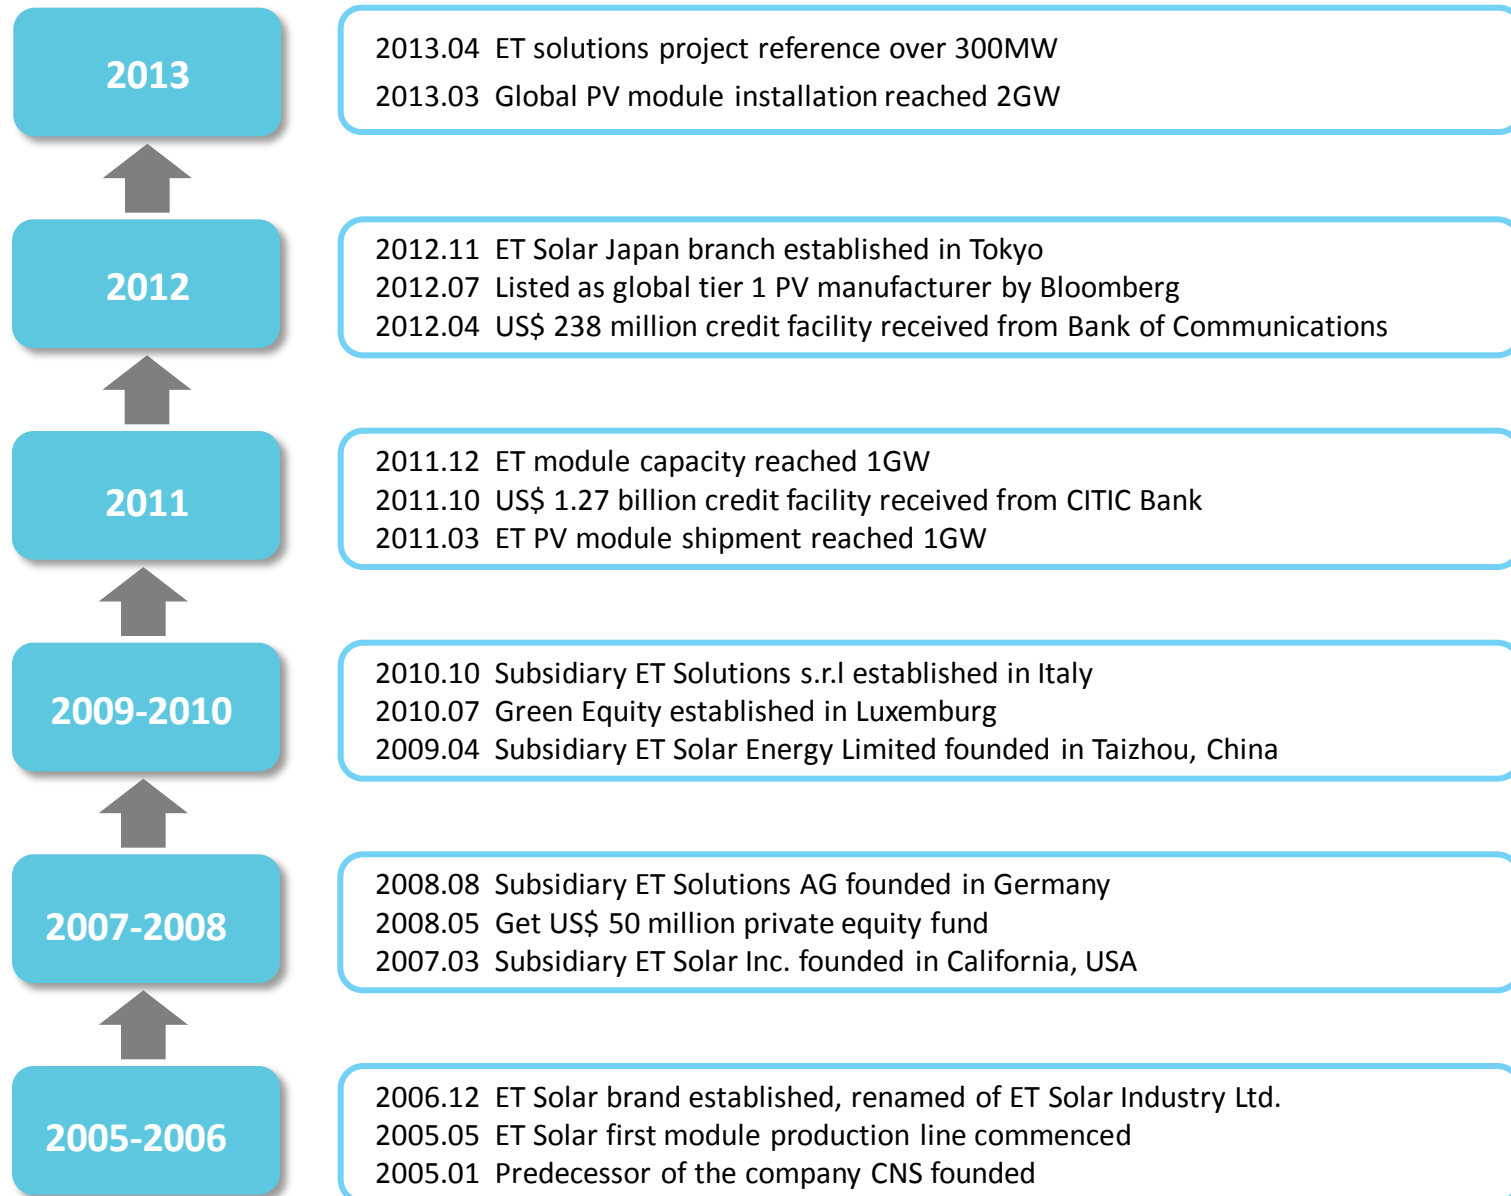 2013
2013.04 ET solutions project reference over 300MW
2013.03 Global PV module installation reached 2GW
2012
2012.11 ET Solar Japan branch established in Tokyo
2012.07 Listed as global tier 1 PV manufacturer by Bloomberg
2012.04 US$ 238 million credit facility received from Bank of Communications
2011
2011.12 ET module capacity reached 1GW
2011.10 US$ 1.27 billion credit facility received from CITIC Bank
2011.03 ET PV module shipment reached 1GW
2009-2010
2010.10 Subsidiary ET Solutions s.r.l established in Italy
2010.07 Green Equity established in Luxemburg
2009.04 Subsidiary ET Solar Energy Limited founded in Taizhou, China
2007-2008
2008.08 Subsidiary ET Solutions AG founded in Germany
2008.05 Get US$ 50 million private equity fund
2007.03 Subsidiary ET Solar Inc. founded in California, USA
2005-2006
2006.12 ET Solar brand established, renamed of ET Solar Industry Ltd.
2005.05 ET Solar first module production line commenced
2005.01 Predecessor of the company CNS founded